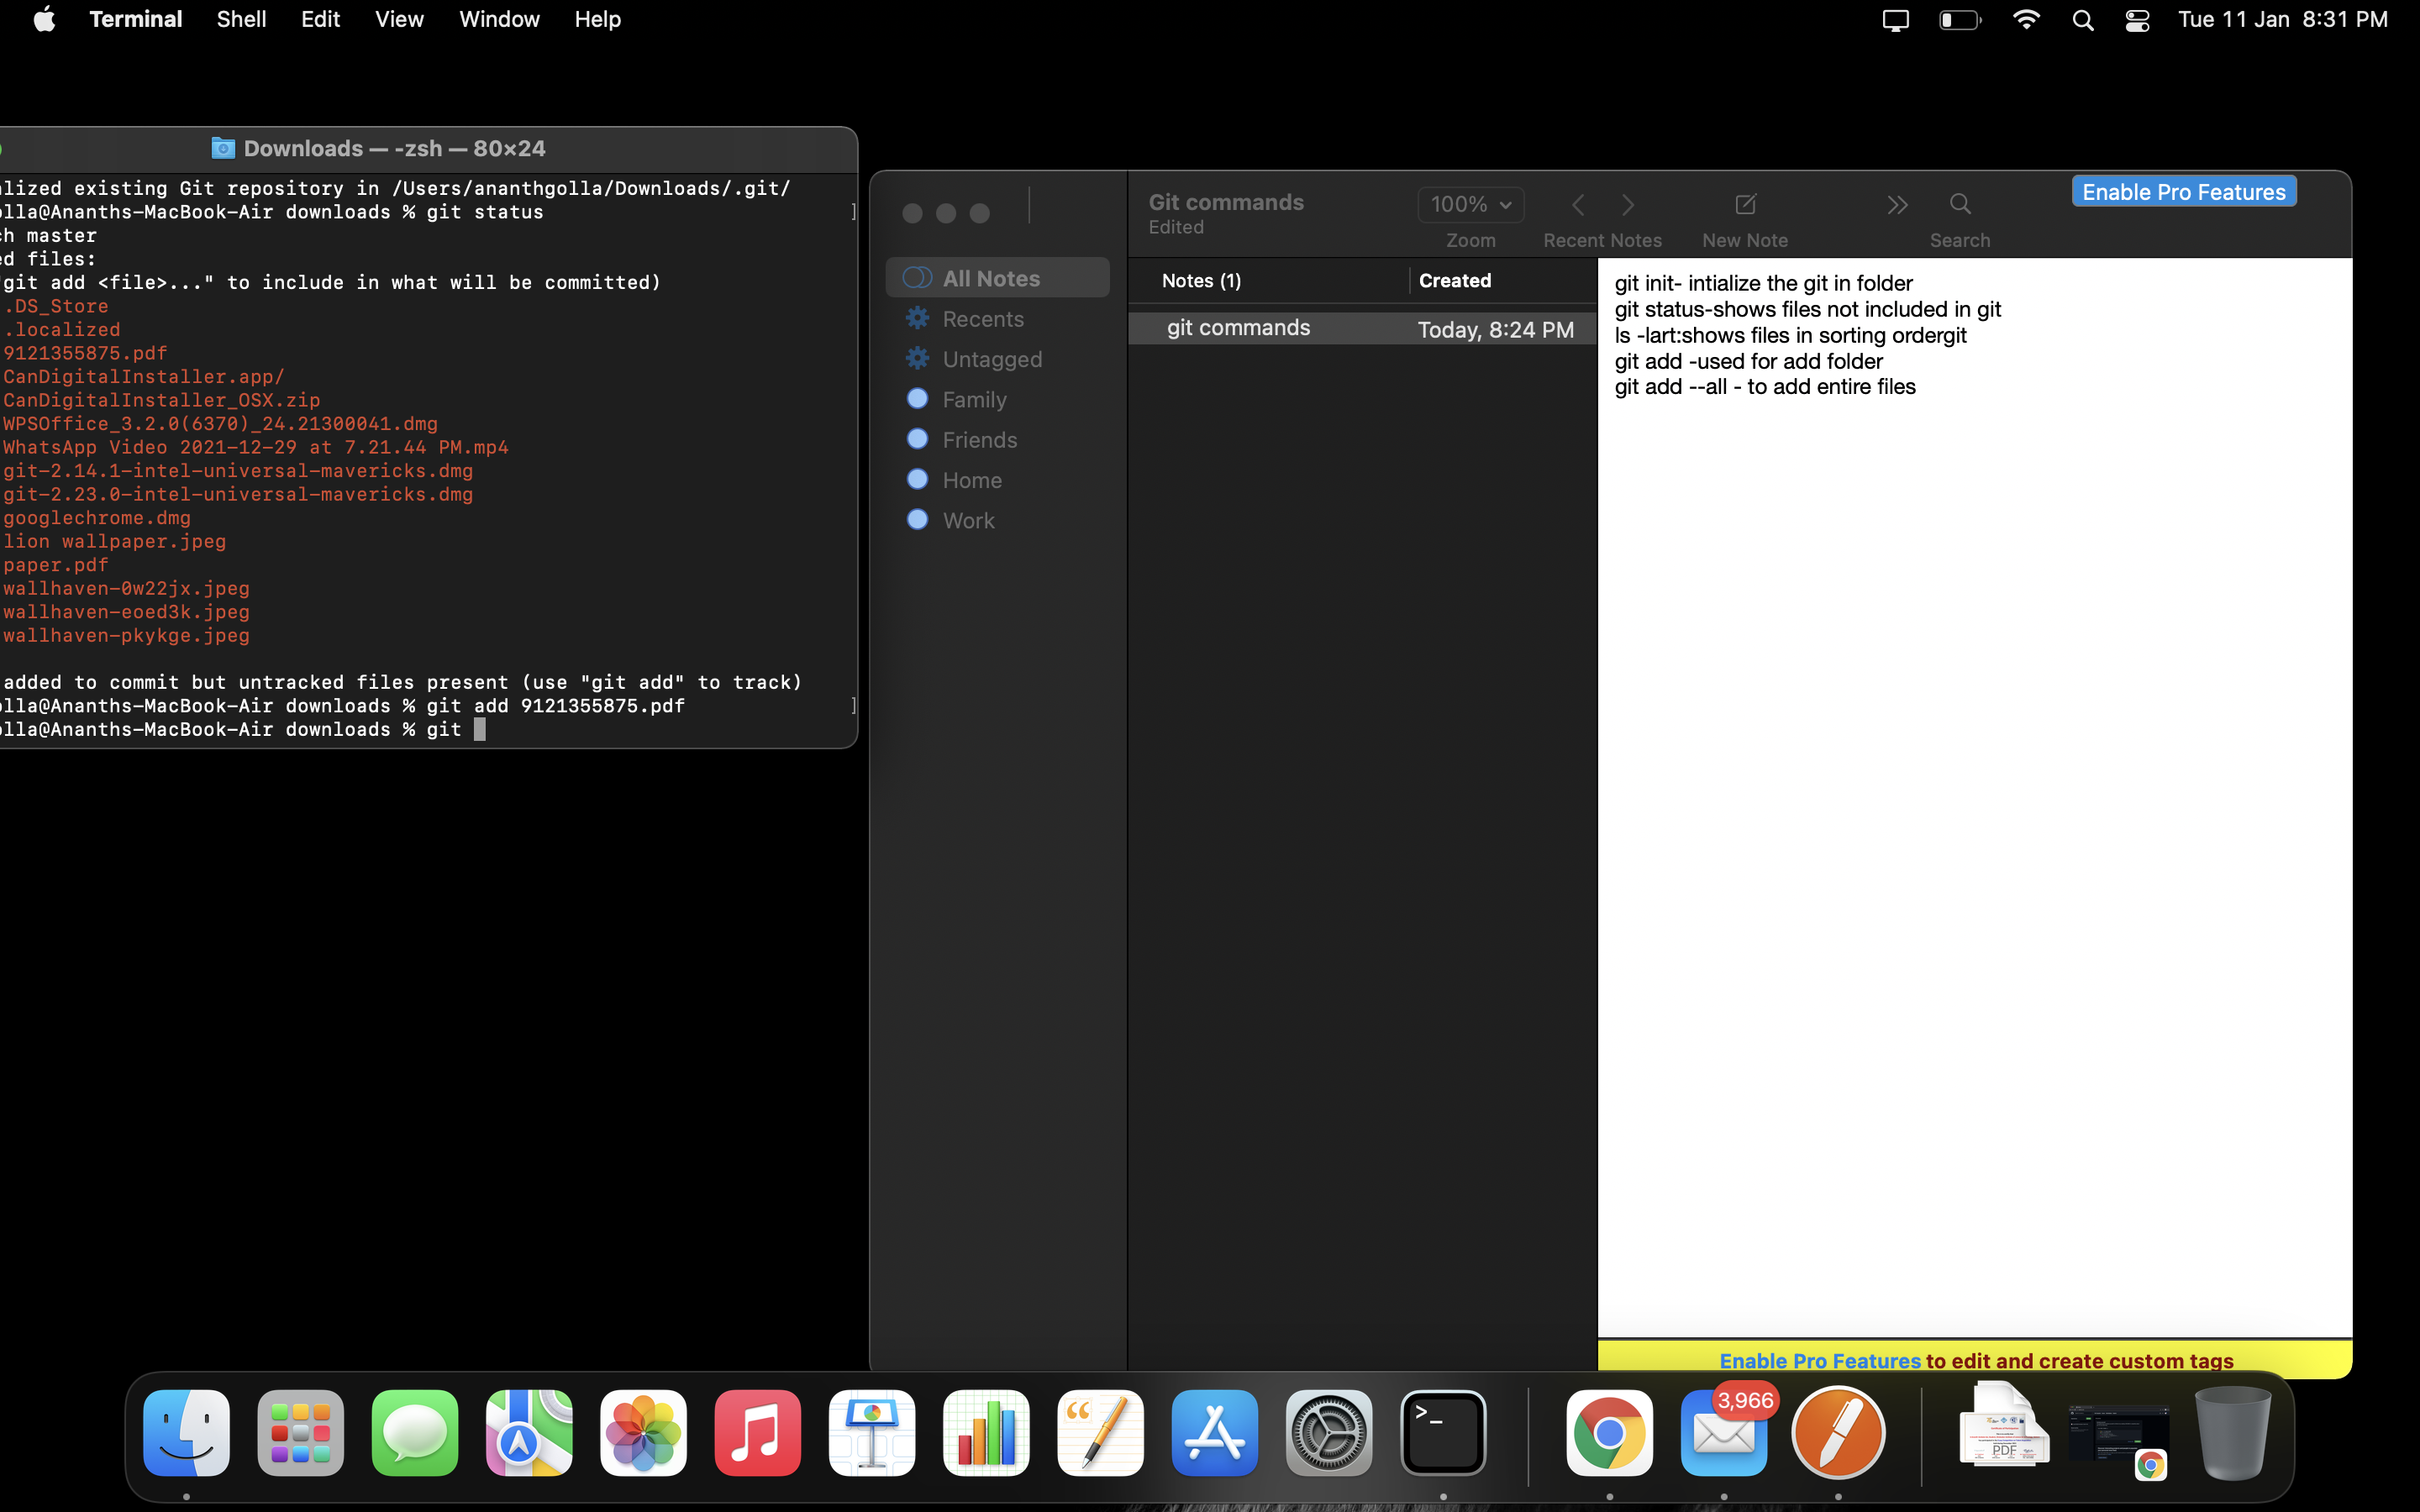 Terminal Shell Edit View Window Help
Tue 11 Jan 8:31 PM
Downloads — -zsh — 80×24
lized existing Git repository in /Users/ananthgolla/Downloads/.git/
olla@Ananths-MacBook-Air downloads % git status ]
ch master
ed files:
"git add <file>..." to include in what will be committed)
.DS_Store
.localized
9121355875.pdf
CanDigitalInstaller.app/
CanDigitalInstaller_OSX.zip
WPSOffice_3.2.0(6370)_24.21300041.dmg
WhatsApp Video 2021-12-29 at 7.21.44 PM.mp4
git-2.14.1-intel-universal-mavericks.dmg
git-2.23.0-intel-universal-mavericks.dmg
googlechrome.dmg
lion wallpaper.jpeg
paper.pdf
wallhaven-0w22jx.jpeg
wallhaven-eoed3k.jpeg
wallhaven-pkykge.jpeg
added to commit but untracked files present (use "git add" to track)
olla@Ananths-MacBook-Air downloads % git add 9121355875.pdf ]
olla@Ananths-MacBook-Air downloads % git
Git commands
Edited
100%
Zoom
Recent Notes
New Note
Search
Enable Pro Features
All Notes
Recents
Untagged
Family
Friends
Home
Work
Notes (1) Created
git commands Today, 8:24 PM
git init- intialize the git in folder
git status-shows files not included in git
ls -lart:shows files in sorting ordergit
git add -used for add folder
git add --all - to add entire files
Enable Pro Features to edit and create custom tags
>_
3,966
PDF